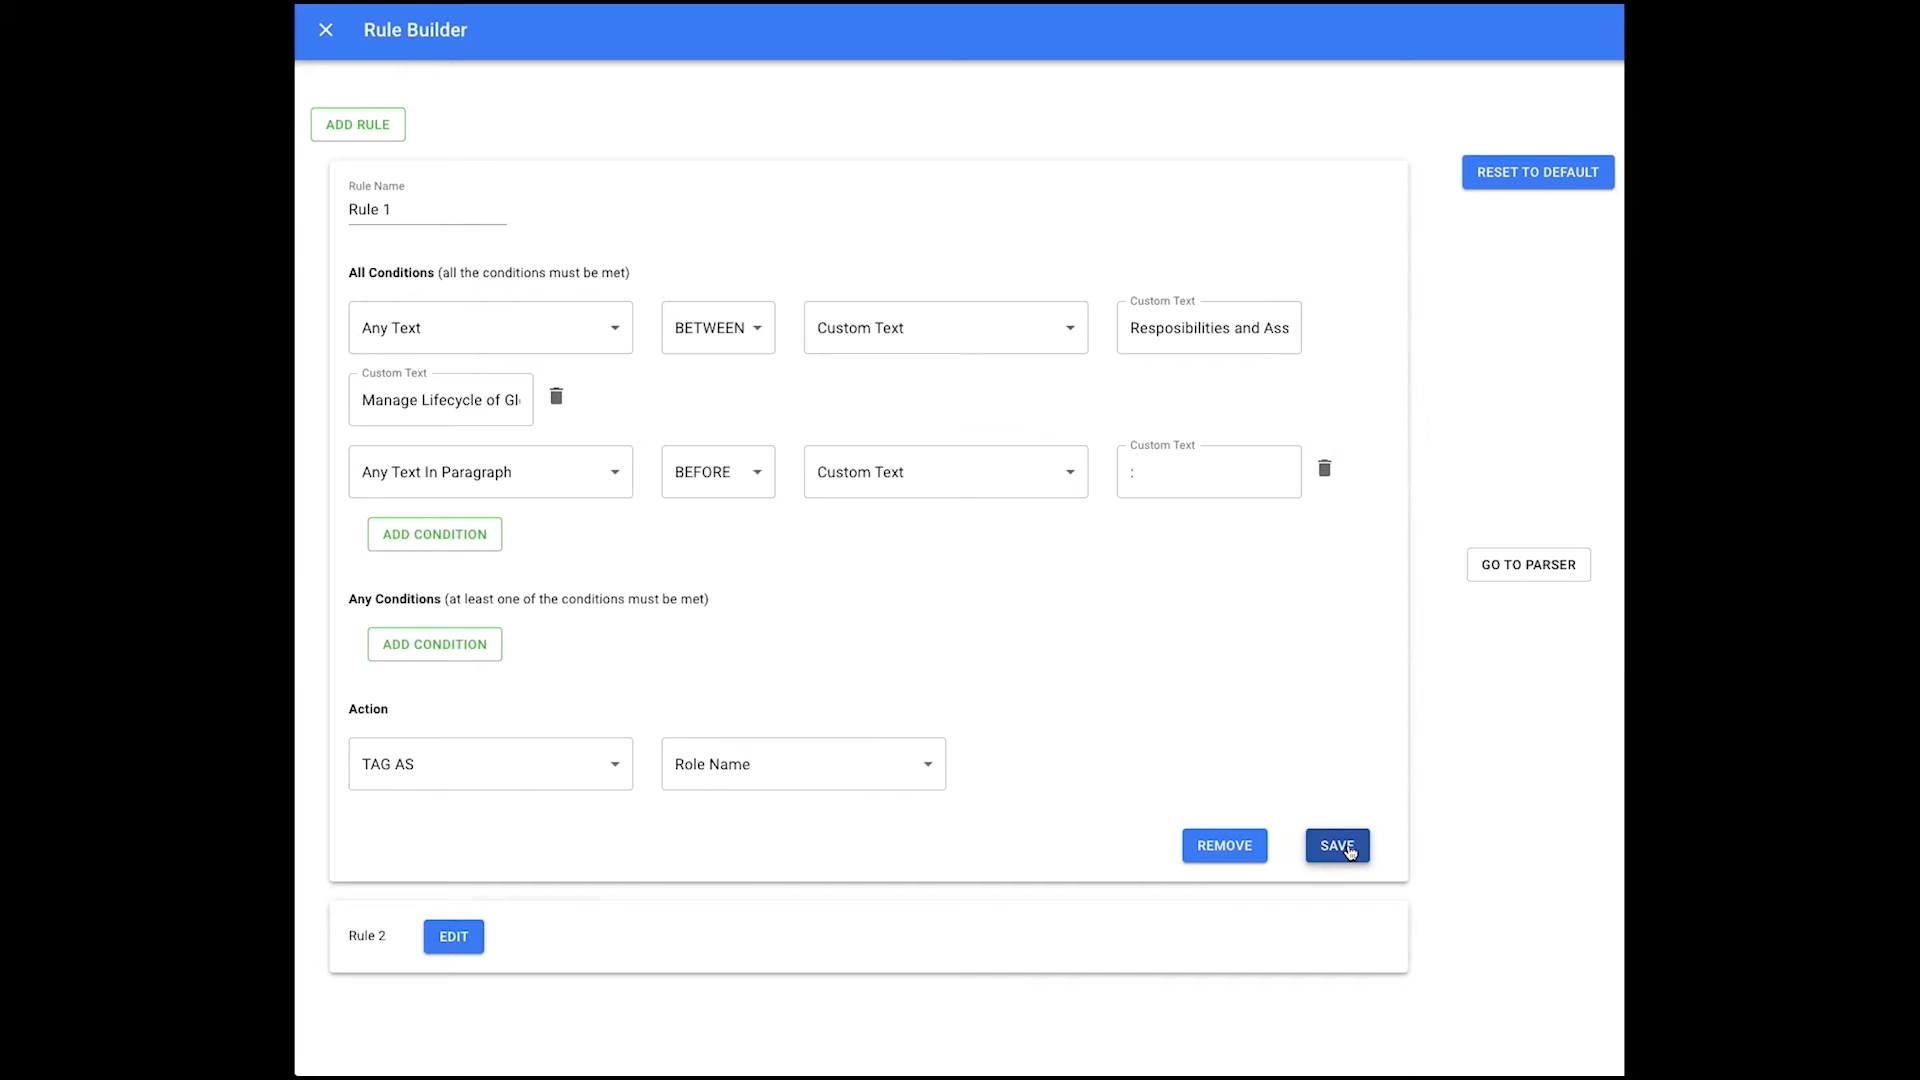 Rule Builder
ADD RULE
RESET TO DEFAULT
Rule Name
Rule 1
All Conditions (all the conditions must be met)
Any Text
BETWEEN
Custom Text
Custom Text
Resposibilities and Ass
Custom Text
Manage Lifecycle of Gl
Any Text In Paragraph
BEFORE
Custom Text
Custom Text
:
ADD CONDITION
GO TO PARSER
Any Conditions (at least one of the conditions must be met)
ADD CONDITION
Action
TAG AS
Role Name
REMOVE
SAVE
Rule 2
EDIT